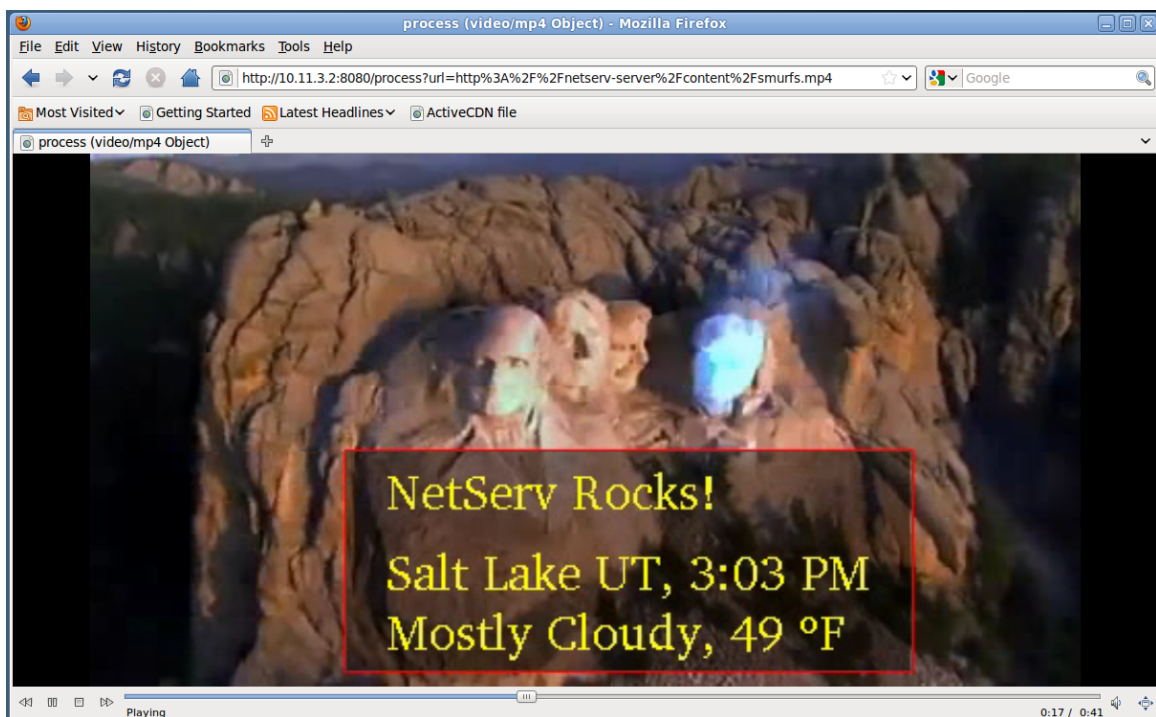 process (video/mp4 Object) - Mozilla Firefox
File Edit View History Bookmarks Tools Help
http://10.11.3.2:8080/process?url=http%3A%2F%2Fnetserv-server%2Fcontent%2Fsmurfs.mp4 Google
Most Visited Getting Started Latest Headlines ActiveCDN file
process (video/mp4 Object)
NetServ Rocks!
Salt Lake UT, 3:03 PM
Mostly Cloudy, 49 ºF
Playing 0:17 / 0:41